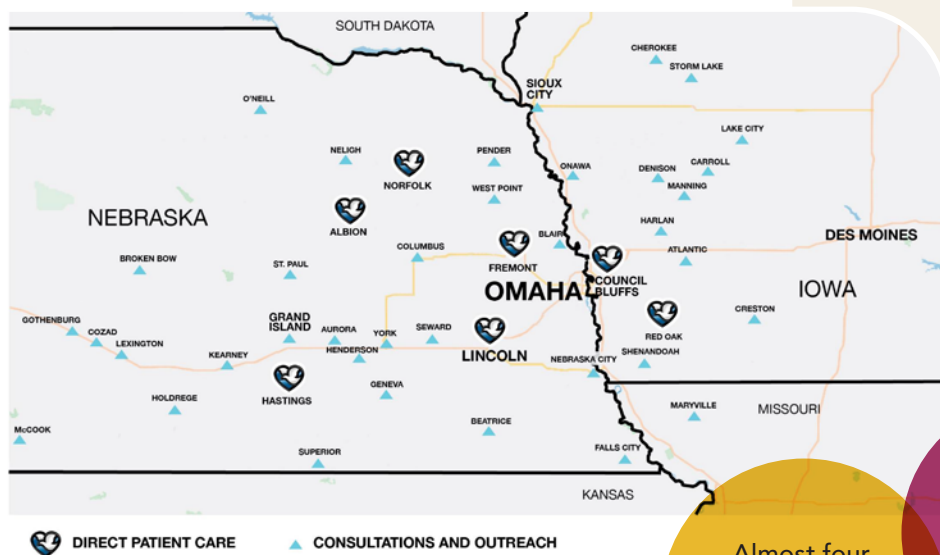 SOUTH DAKOTA
CHEROKEE
STORM LAKE
SIOUX
CITY
O'NEILL
LAKE CITY
NELIGH
NORFOLK
PENDER
ONAWA
DENISON
CARROLL
MANNING
WEST POINT
NEBRASKA
ALBION
HARLAN
BLAIR
DES MOINES
COLUMBUS
ATLANTIC
BROKEN BOW
ST. PAUL
FREMONT
COUNCIL
BLUFFS
OMAHA
IOWA
GOTHENBURG
COZAD
LEXINGTON
GRAND
ISLAND
AURORA
YORK
SEWARD
CRESTON
RED OAK
HENDERSON
LINCOLN
SHENANDOAH
KEARNEY
NEBRASKA CITY
GENEVA
HASTINGS
HOLDREGE
MARYVILLE
MISSOURI
McCOOK
BEATRICE
SUPERIOR
FALLS CITY
KANSAS
DIRECT PATIENT CARE
CONSULTATIONS AND OUTREACH
Almost four